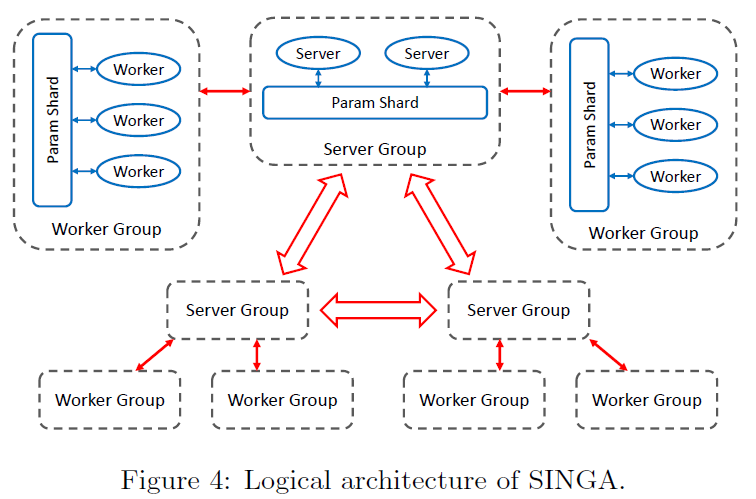 Param Shard
Worker
Worker
Worker
Worker Group
Server
Server
Param Shard
Server Group
Param Shard
Worker
Worker
Worker
Worker Group
Server Group
Server Group
Worker Group
Worker Group
Worker Group
Worker Group
Figure 4: Logical architecture of SINGA.